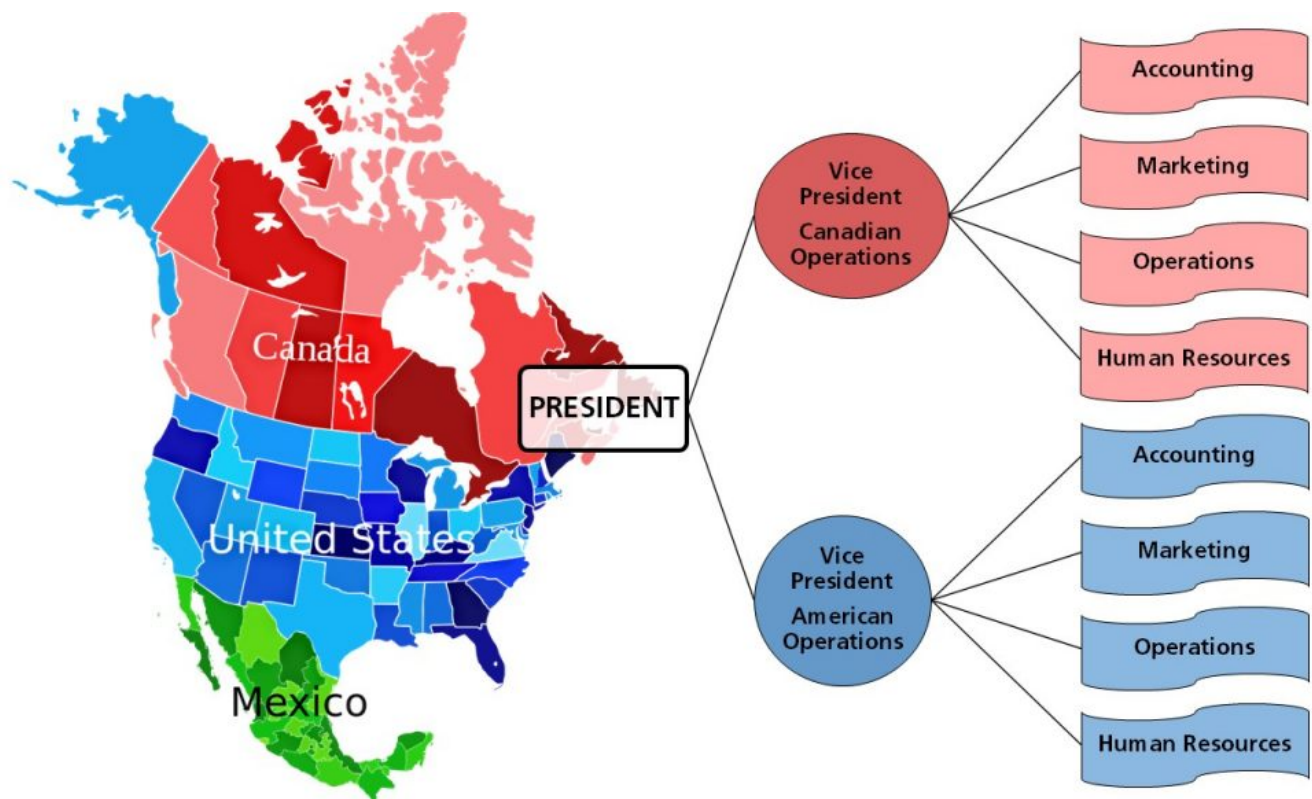 Canada
United States
Mexico
PRESIDENT
Vice
President
Canadian
Operations
Accounting
Marketing
Operations
Human Resources
Vice
President
American
Operations
Accounting
Marketing
Operations
Human Resources